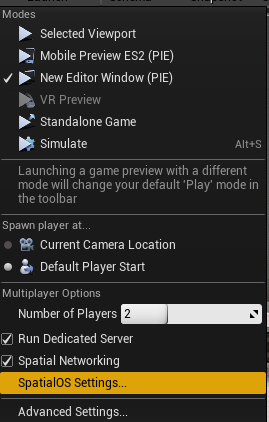 Modes
Selected Viewport
Mobile Preview ES2 (PIE)
New Editor Window (PIE)
VR Preview
Standalone Game
Simulate Alt+S
Launching a game preview with a different
mode will change your default 'Play' mode in
the toolbar
Spawn player at...
Current Camera Location
Default Player Start
Multiplayer Options
Number of Players 2
Run Dedicated Server
Spatial Networking
SpatialOS Settings...
Advanced Settings...